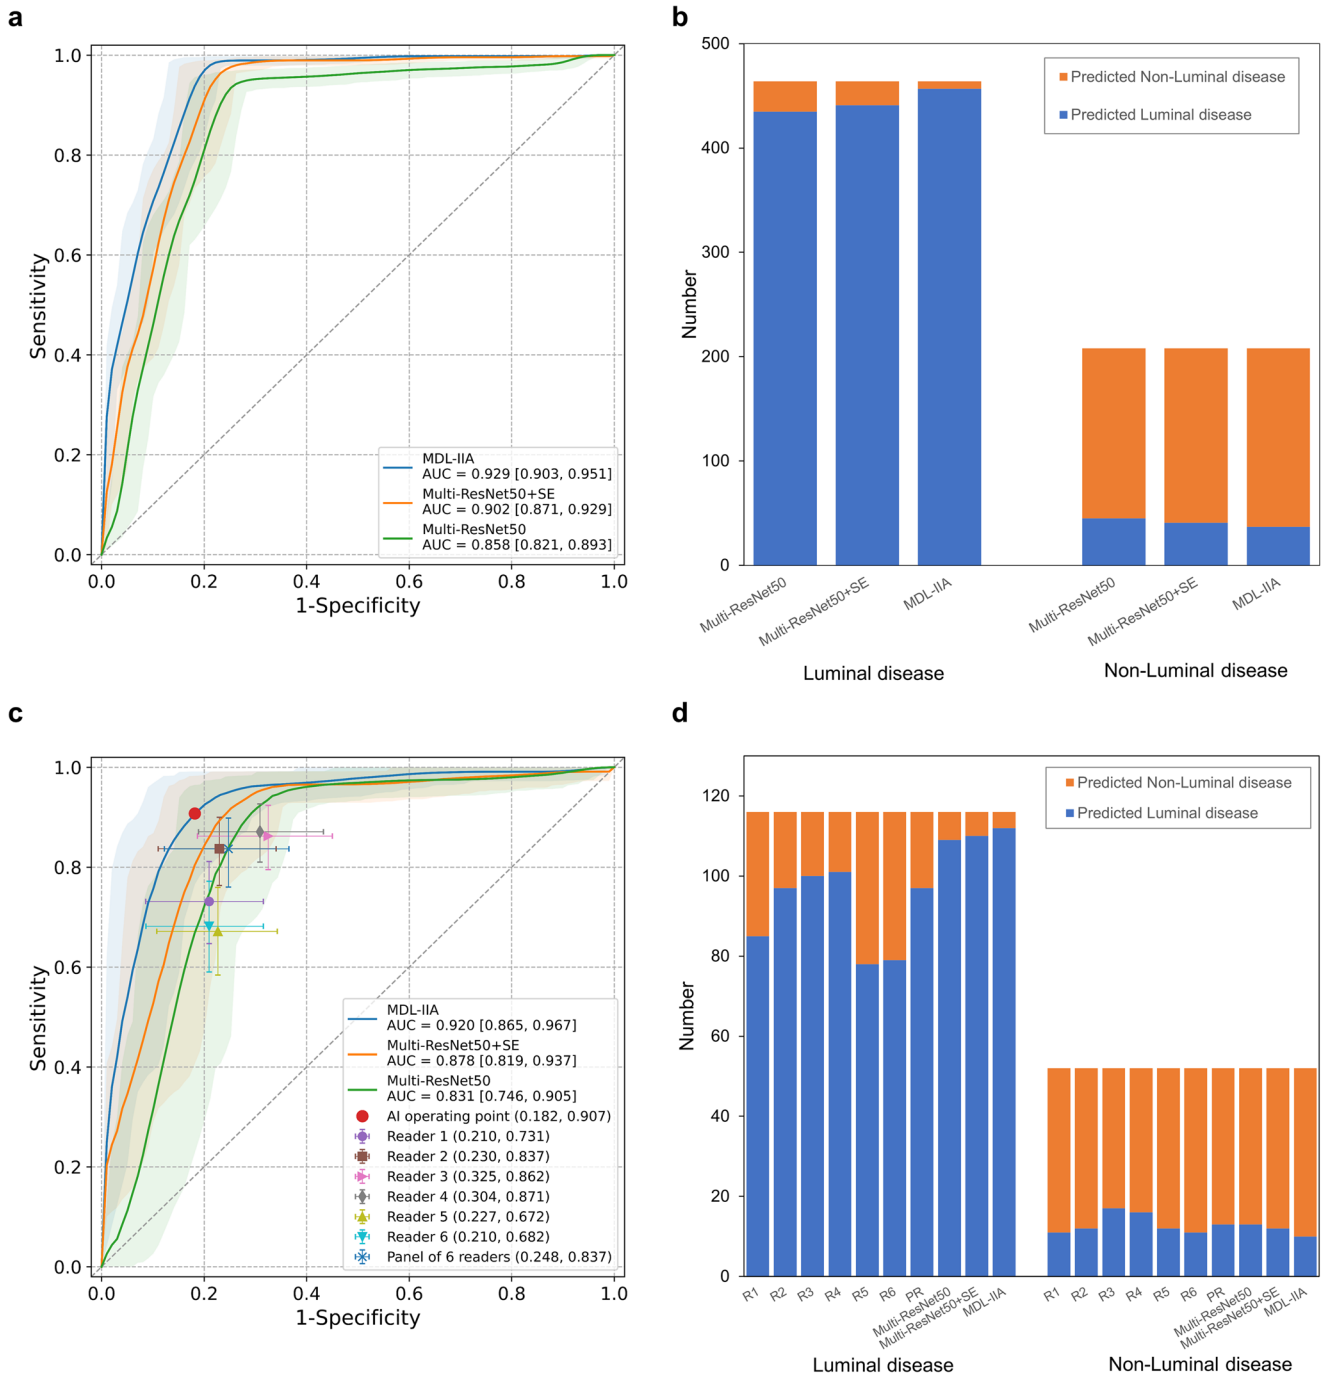 a
1.0
0.8
0.6
0.4
0.2
0.0
Sensitivity
0.0
0.2
0.4
0.6
0.8
1.0
1-Specificity
MDL-IIA
AUC = 0.929 [0.903, 0.951]
Multi-ResNet50+SE
AUC = 0.902 [0.871, 0.929]
Multi-ResNet50
AUC = 0.858 [0.821, 0.893]
b
500
400
300
200
100
0
Number
Predicted Non-Luminal disease
Predicted Luminal disease
Multi-ResNet50
Multi-ResNet50+SE
MDL-IIA
Multi-ResNet50
Multi-ResNet50+SE
MDL-IIA
Luminal disease
Non-Luminal disease
c
1.0
0.8
0.6
0.4
0.2
0.0
Sensitivity
0.0
0.2
0.4
0.6
0.8
1.0
1-Specificity
MDL-IIA
AUC = 0.920 [0.865, 0.967]
Multi-ResNet50+SE
AUC = 0.878 [0.819, 0.937]
Multi-ResNet50
AUC = 0.831 [0.746, 0.905]
AI operating point (0.182, 0.907)
Reader 1 (0.210, 0.731)
Reader 2 (0.230, 0.837)
Reader 3 (0.325, 0.862)
Reader 4 (0.304, 0.871)
Reader 5 (0.227, 0.672)
Reader 6 (0.210, 0.682)
Panel of 6 readers (0.248, 0.837)
d
120
100
80
60
40
20
0
Number
Predicted Non-Luminal disease
Predicted Luminal disease
R1
R2
R3
R4
R5
R6
PR
Multi-ResNet50
Multi-ResNet50+SE
MDL-IIA
R1
R2
R3
R4
R5
R6
PR
Multi-ResNet50
Multi-ResNet50+SE
MDL-IIA
Luminal disease
Non-Luminal disease